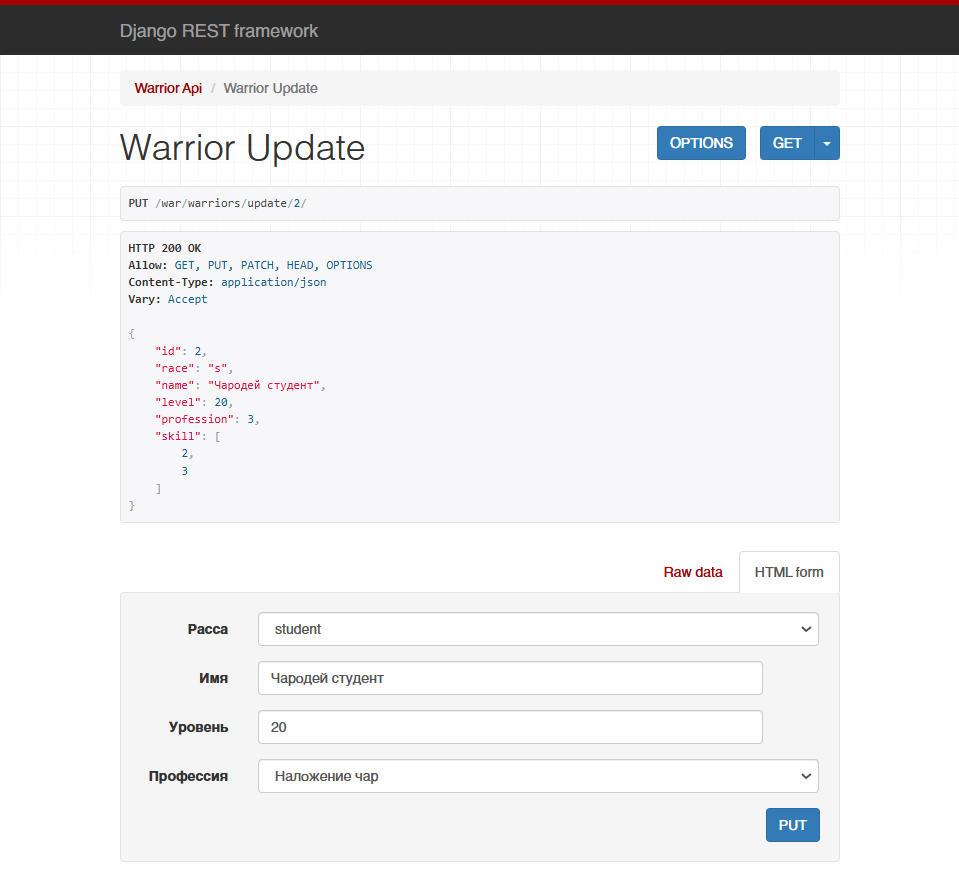 Django REST framework
Warrior Api / Warrior Update
Warrior Update
OPTIONS
GET
PUT /war/warriors/update/2/
HTTP 200 OK
Allow: GET, PUT, PATCH, HEAD, OPTIONS
Content-Type: application/json
Vary: Accept
{
    "id": 2,
    "race": "s",
    "name": "Чародей студент",
    "level": 20,
    "profession": 3,
    "skill": [
        2,
        3
    ]
}
Raw data
HTML form
Расса student
Имя Чародей студент
Уровень 20
Профессия Наложение чар
PUT